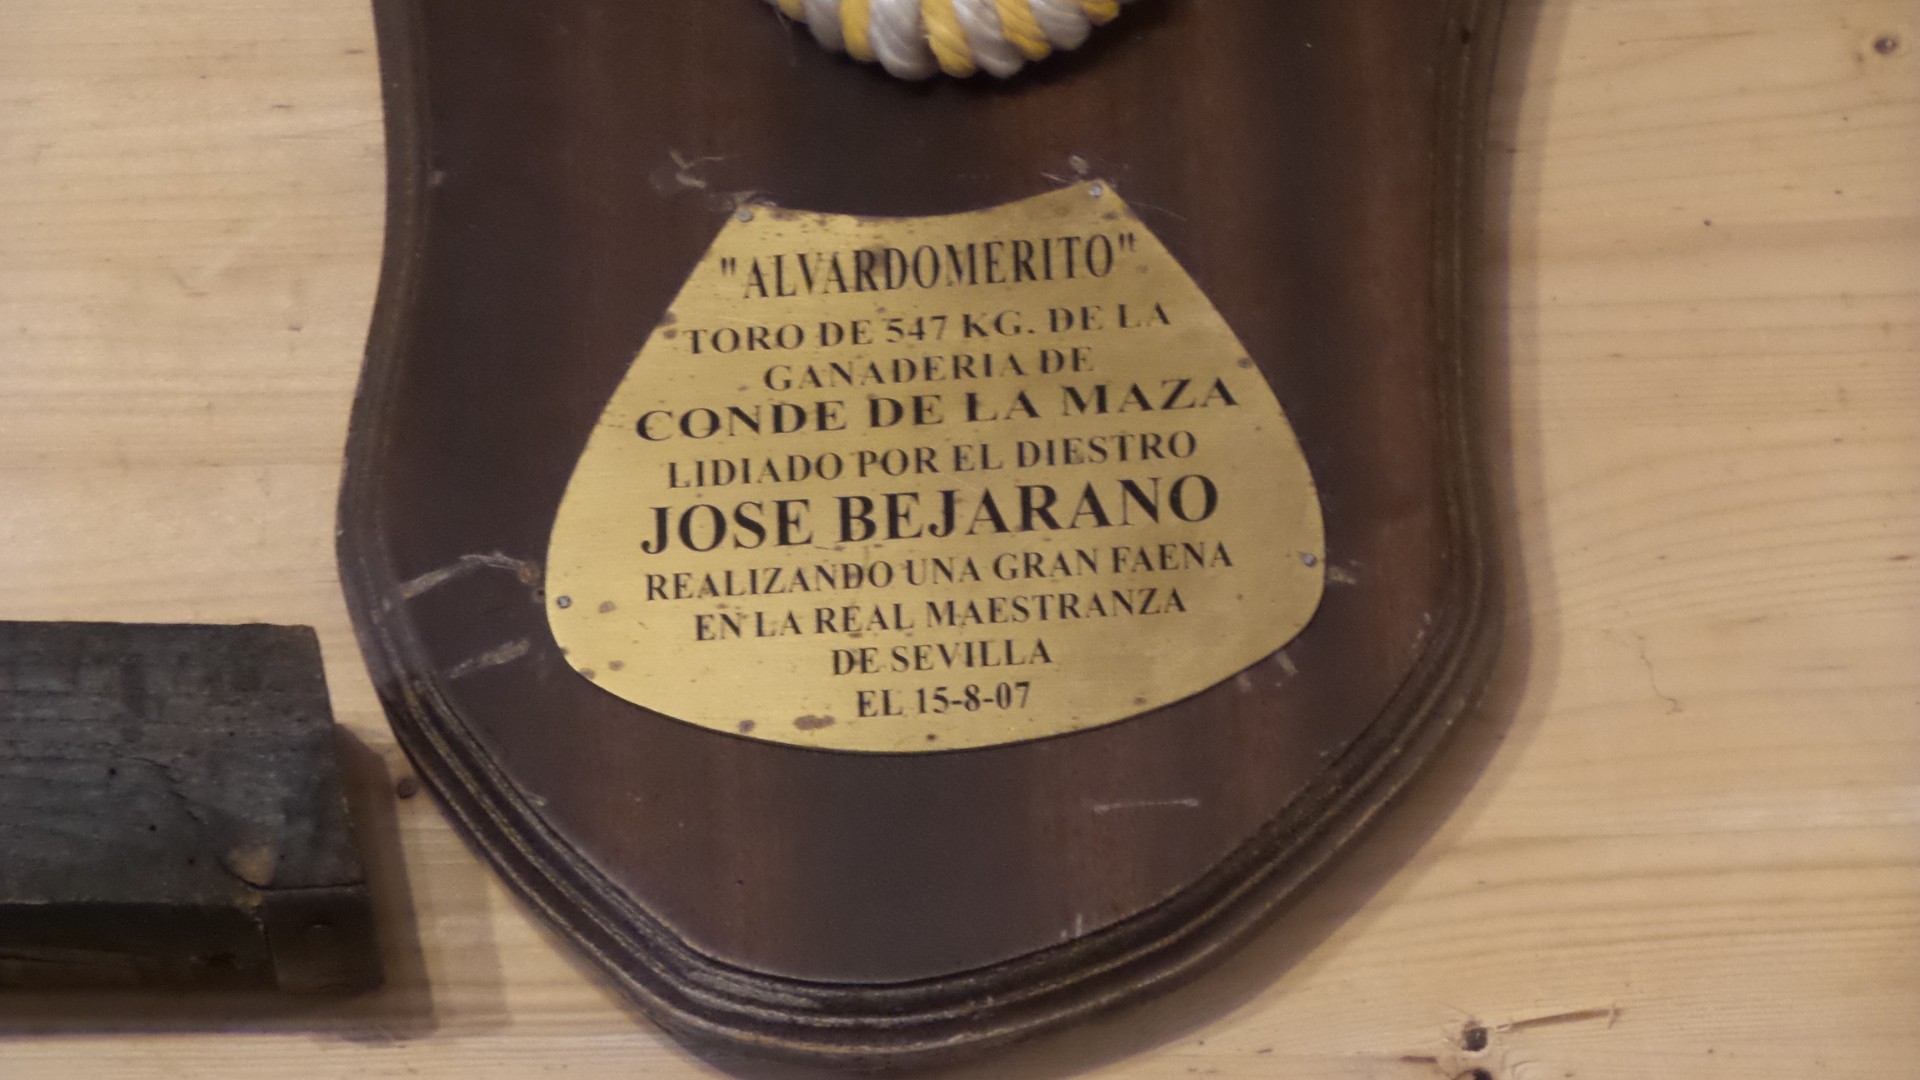 "ALVARDOMERITO"
TORO DE 547 KG. DE LA
GANADERIA DE
CONDE DE LA MAZA
LIDIADO POR EL DIESTRO
JOSE BEJARANO
REALIZANDO UNA GRAN FAENA
EN LA REAL MAESTRANZA
DE SEVILLA
EL 15-8-07